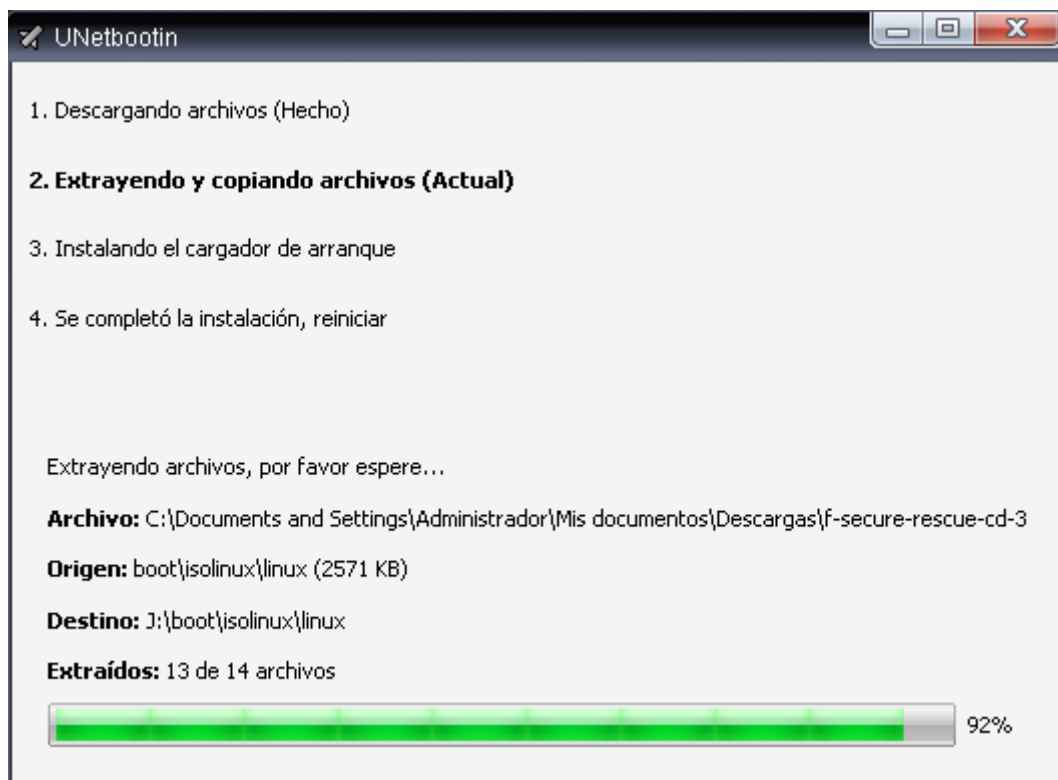 UNetbootin
1. Descargando archivos (Hecho)
2. Extrayendo y copiando archivos (Actual)
3. Instalando el cargador de arranque
4. Se completó la instalación, reiniciar
Extrayendo archivos, por favor espere...
Archivo: C:\Documents and Settings\Administrador\Mis documentos\Descargas\f-secure-rescue-cd-3
Origen: boot\isolinux\linux (2571 KB)
Destino: J:\boot\isolinux\linux
Extraídos: 13 de 14 archivos
92%